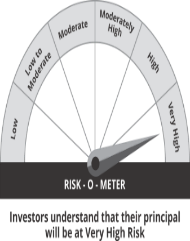 Low
Low to
Moderate
Moderate
Moderately
High
High
Very High
RISK - O - METER
Investors understand that their principal
will be at Very High Risk